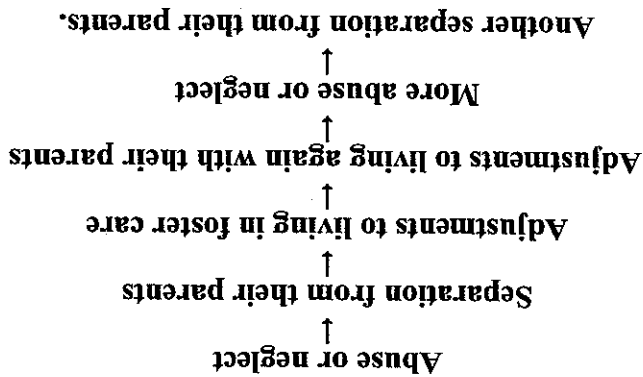 Abuse or neglect
↓
Separation from their parents
↓
Adjustments to living in foster care
↓
Adjustments to living again with their parents
↓
More abuse or neglect
↓
Another separation from their parents.